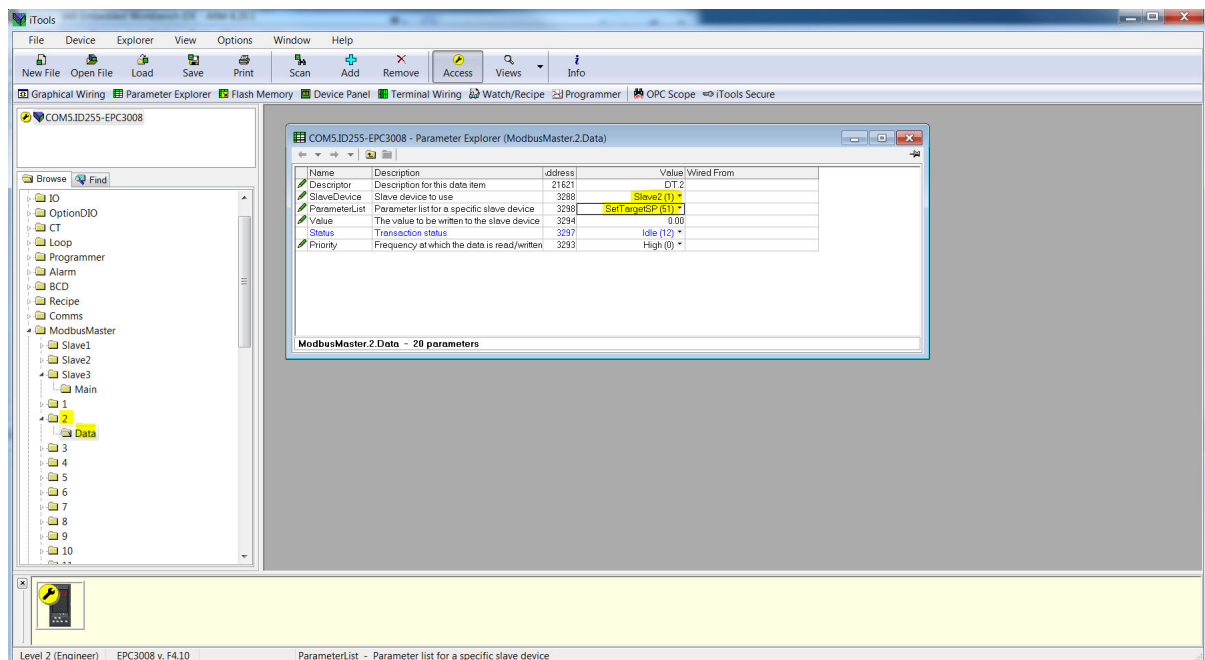 iTools
File Device Explorer View Options Window Help
New File Open File Load Save Print Scan Add Remove Access Views Info
Graphical Wiring Parameter Explorer Flash Memory Device Panel Terminal Wiring Watch/Recipe Programmer OPC Scope iTools Secure
COM5.ID255-EPC3008
Browse Find
IO
OptionDIO
CT
Loop
Programmer
Alarm
BCD
Recipe
Comms
ModbusMaster
Slave1
Slave2
Slave3
Main
1
2
Data
3
4
5
6
7
8
9
10
COM5.ID255-EPC3008 - Parameter Explorer (ModbusMaster.2.Data)
Name Description ddress Value Wired From
Descriptor Description for this data item 21621 DT.2
SlaveDevice Slave device to use 3288 Slave2 (1)
ParameterList Parameter list for a specific slave device 3298 SetTargetSP (51)
Value The value to be written to the slave device 3294 0.00
Status Transaction status 3297 Idle (12)
Priority Frequency at which the data is read/written 3293 High (0)
ModbusMaster.2.Data - 20 parameters
Level 2 (Engineer) EPC3008 v. F4.10 ParameterList - Parameter list for a specific slave device